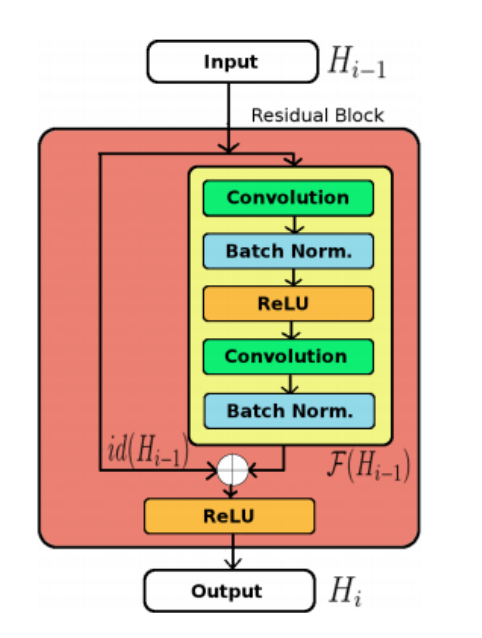 Input H_{i-1}
Residual Block
Convolution
Batch Norm.
ReLU
Convolution
Batch Norm.
id(H_{i-1})
F(H_{i-1})
ReLU
Output H_i